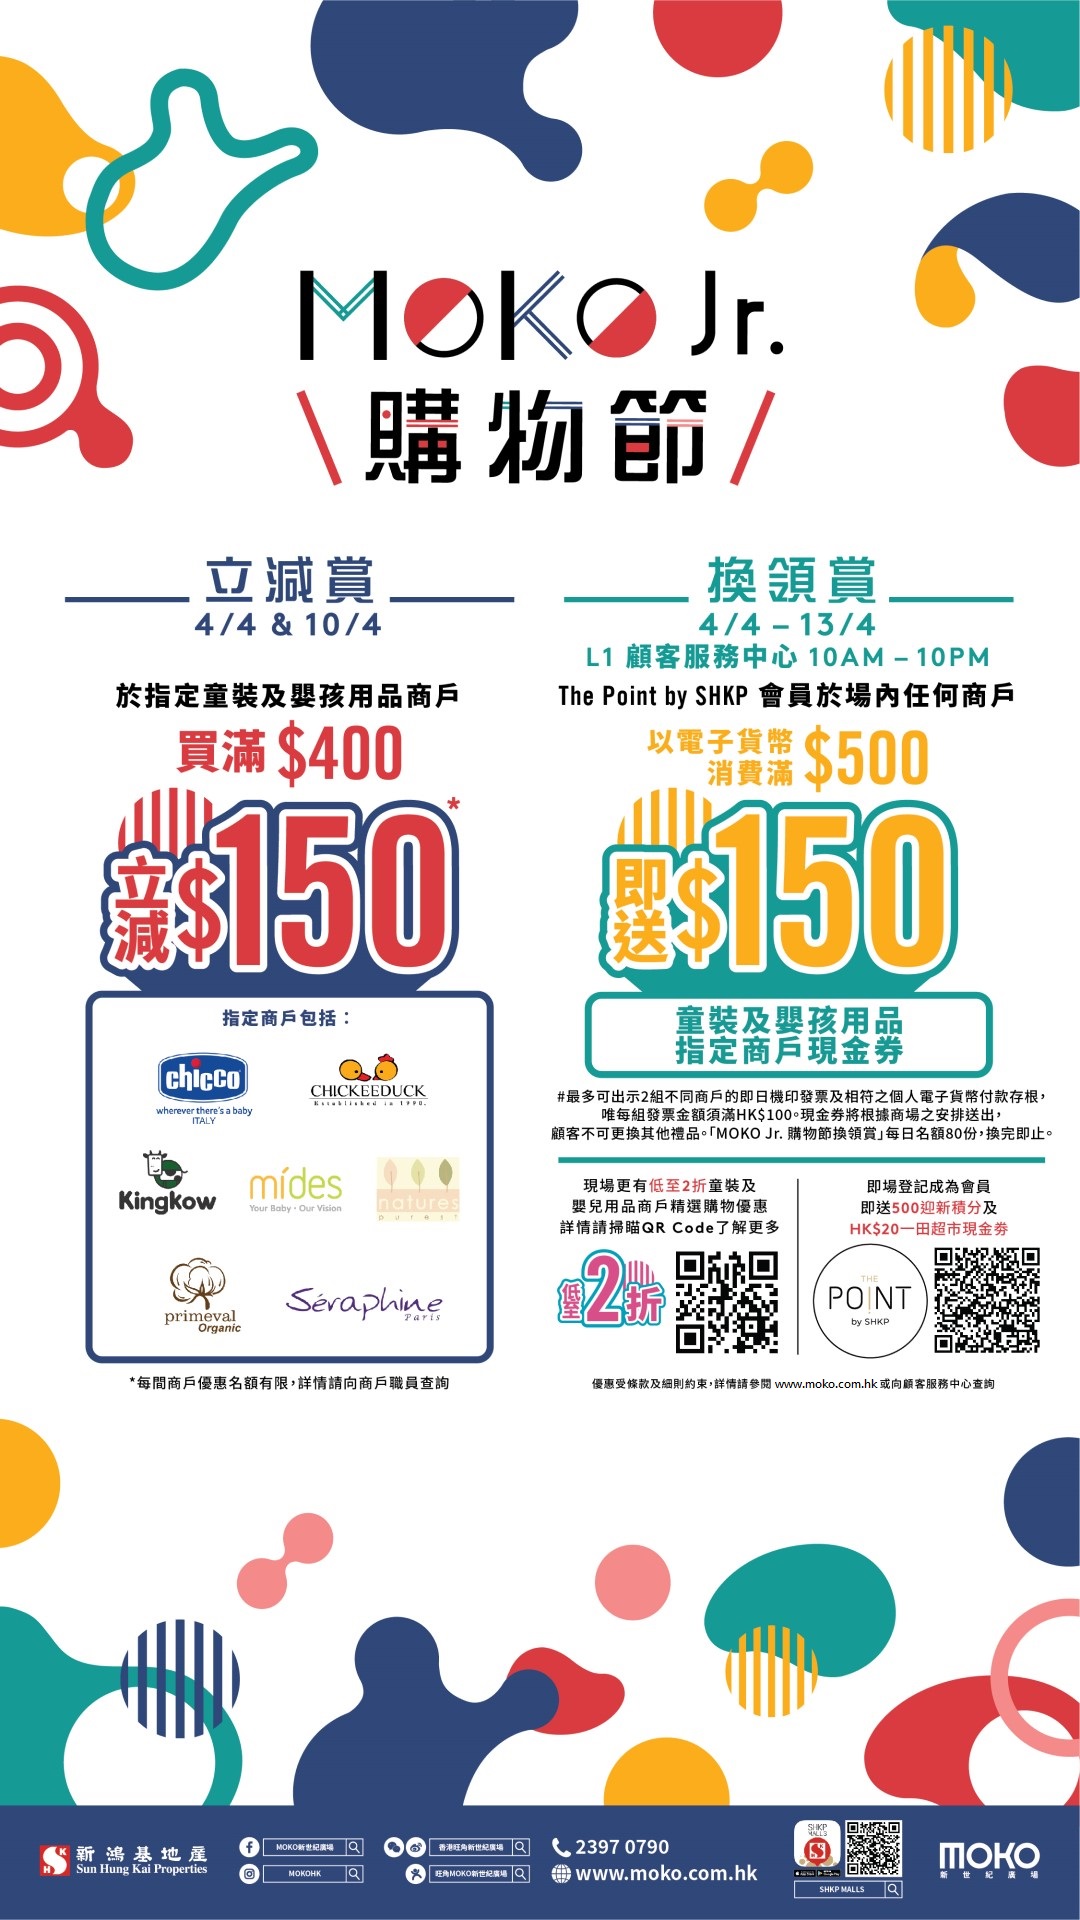 MOKO Jr.
購物節
立減賞
4/4 & 10/4
於指定童裝及嬰孩用品商戶
買滿 $400
立減 $150*
指定商戶包括：
chicco
wherever there's a baby
ITALY
CHICKEEDUCK
Established in 1990.
Kingkow
mídes
Your Baby · Our Vision
natures
purest
primeval
Organic
Séraphine
Paris
*每間商戶優惠名額有限，詳情請向商戶職員查詢
換領賞
4/4 – 13/4
L1 顧客服務中心 10AM – 10PM
The Point by SHKP 會員於場內任何商戶
以電子貨幣
消費滿 $500
即送 $150
童裝及嬰孩用品
指定商戶現金券
#最多可出示2組不同商戶的即日機印發票及相符之個人電子貨幣付款存根，
唯每組發票金額須滿HK$100。現金券將根據商場之安排送出，
顧客不可更換其他禮品。「MOKO Jr. 購物節換領賞」每日名額80份，換完即止。
現場更有低至2折童裝及
嬰兒用品商戶精選購物優惠
詳情請掃瞄QR Code了解更多
低至2折
即場登記成為會員
即送500迎新積分及
HK$20一田超市現金券
THE
POINT
by SHKP
優惠受條款及細則約束，詳情請參閱 www.moko.com.hk 或向顧客服務中心查詢
新鴻基地產
Sun Hung Kai Properties
MOKO新世紀廣場
MOKOHK
香港旺角新世紀廣場
旺角MOKO新世紀廣場
2397 0790
www.moko.com.hk
SHKP
MALLS
SHKP MALLS
MOKO
新世紀廣場